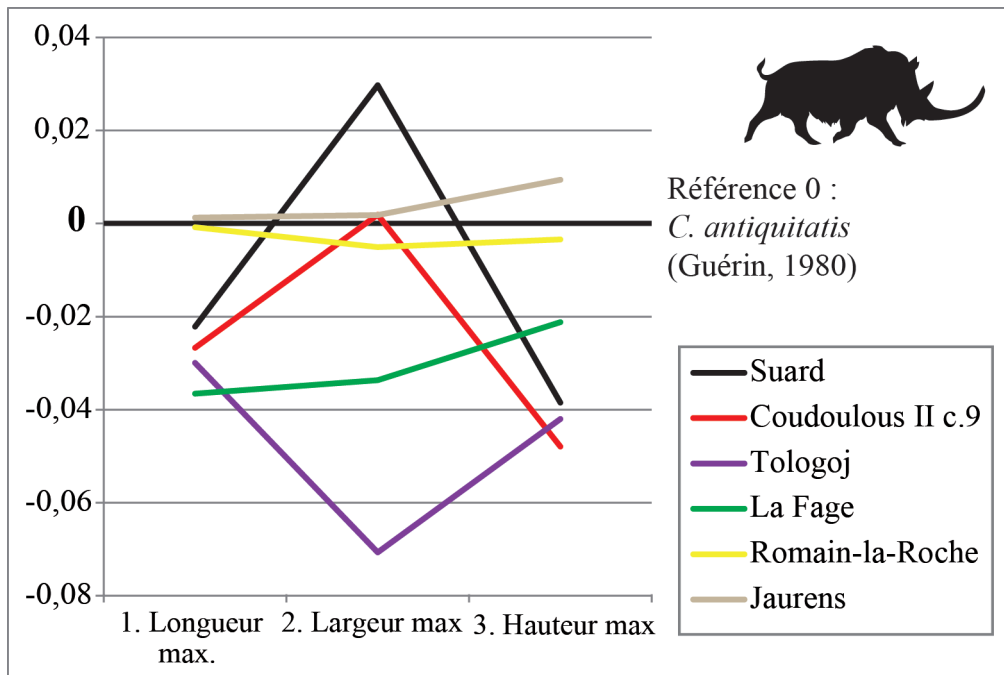 0,04
0,02
0
-0,02
-0,04
-0,06
-0,08
1. Longueur max.
2. Largeur max
3. Hauteur max
Référence 0 :
C. antiquitatis
(Guérin, 1980)
Suard
Coudoulous II c.9
Tologoj
La Fage
Romain-la-Roche
Jaurens